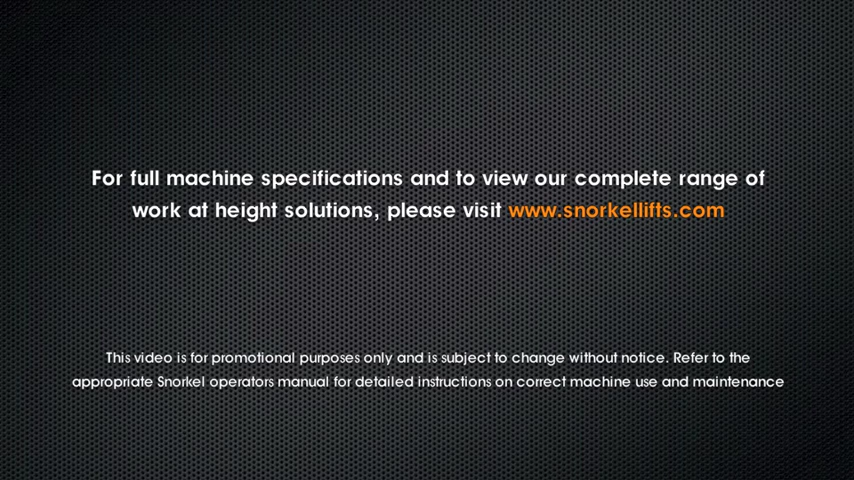 For full machine specifications and to view our complete range of
work at height solutions, please visit www.snorkellifts.com
This video is for promotional purposes only and is subject to change without notice. Refer to the
appropriate Snorkel operators manual for detailed instructions on correct machine use and maintenance